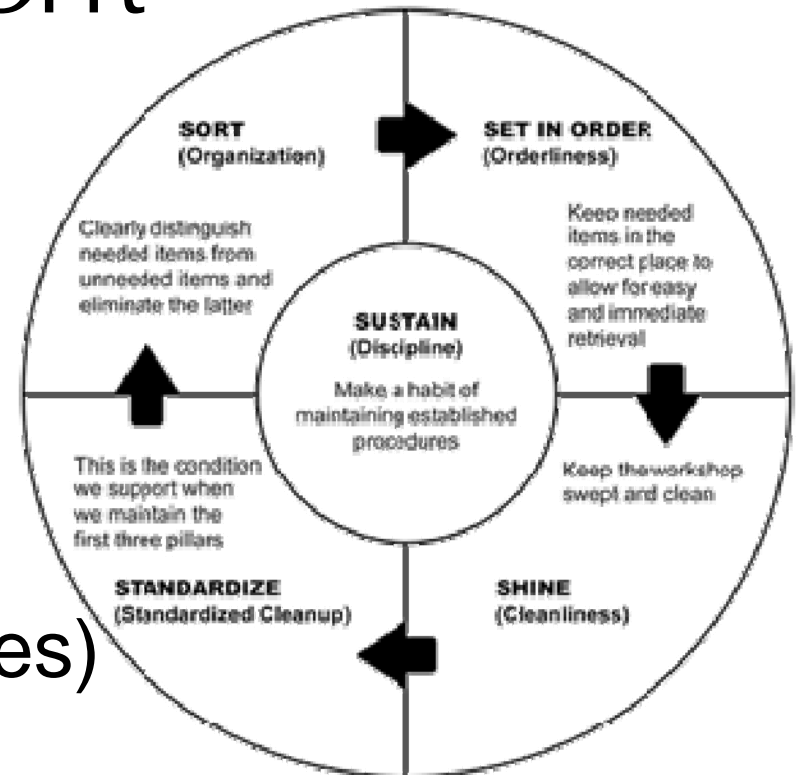 SORT
(Organization)
Clearly distinguish
needed items from
unneeded items and
eliminate the latter
SET IN ORDER
(Orderliness)
Keep needed
items in the
correct place to
allow for easy
and immediate
retrieval
SUSTAIN
(Discipline)
Make a habit of
maintaining established
procedures
This is the condition
we support when
we maintain the
first three pillars
STANDARDIZE
(Standardized Cleanup)
Keep the workshop
swept and clean
SHINE
(Cleanliness)
es)